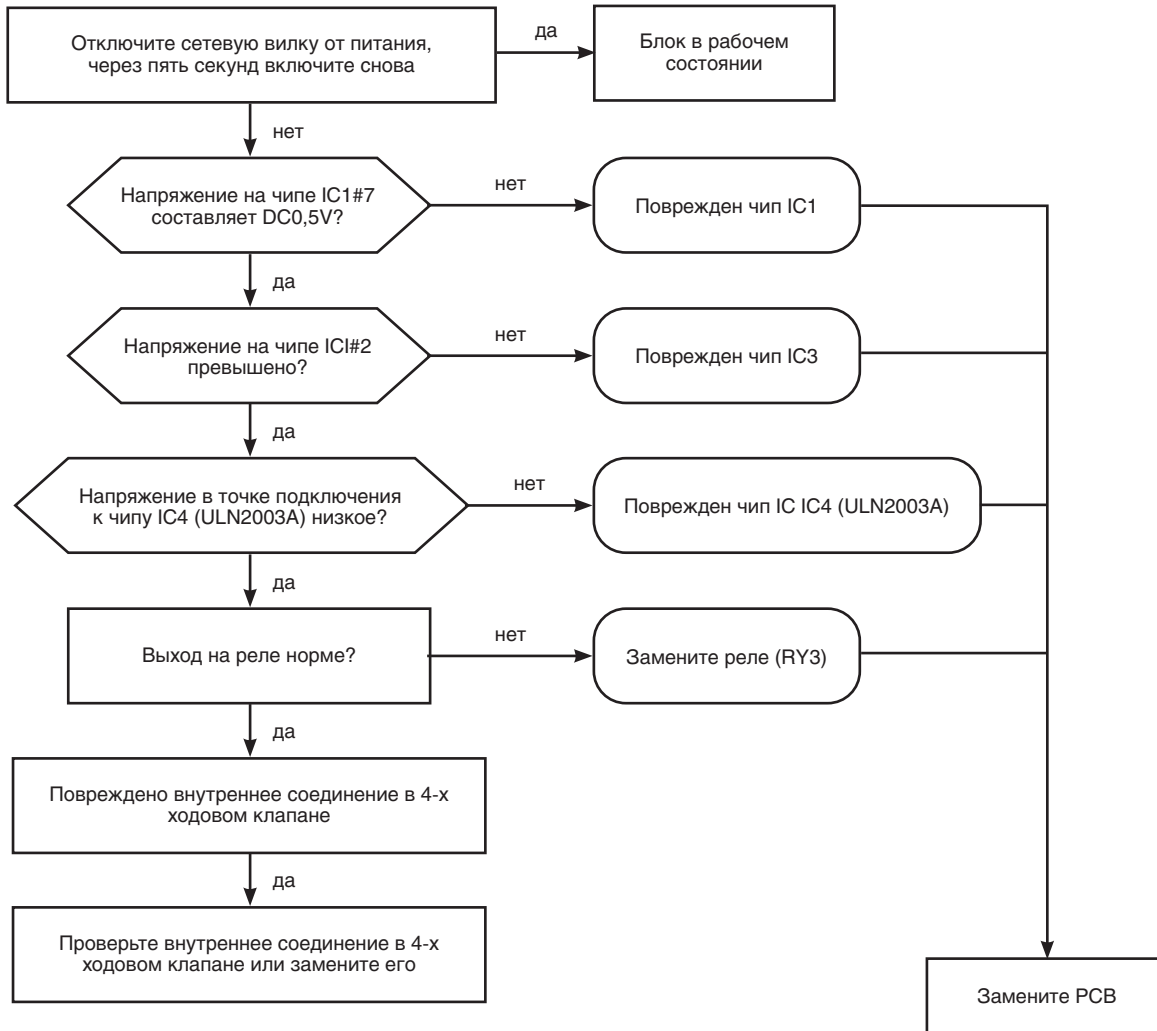 Отключите сетевую вилку от питания,
через пять секунд включите снова
да
Блок в рабочем
состоянии
нет
Напряжение на чипе IC1#7
составляет DC0,5V?
нет
Поврежден чип IC1
да
Напряжение на чипе ICI#2
превышено?
нет
Поврежден чип IC3
да
Напряжение в точке подключения
к чипу IC4 (ULN2003A) низкое?
нет
Поврежден чип IC IC4 (ULN2003A)
да
Выход на реле норме?
нет
Замените реле (RY3)
да
Повреждено внутреннее соединение в 4-х
ходовом клапане
да
Проверьте внутреннее соединение в 4-х
ходовом клапане или замените его
Замените PCB